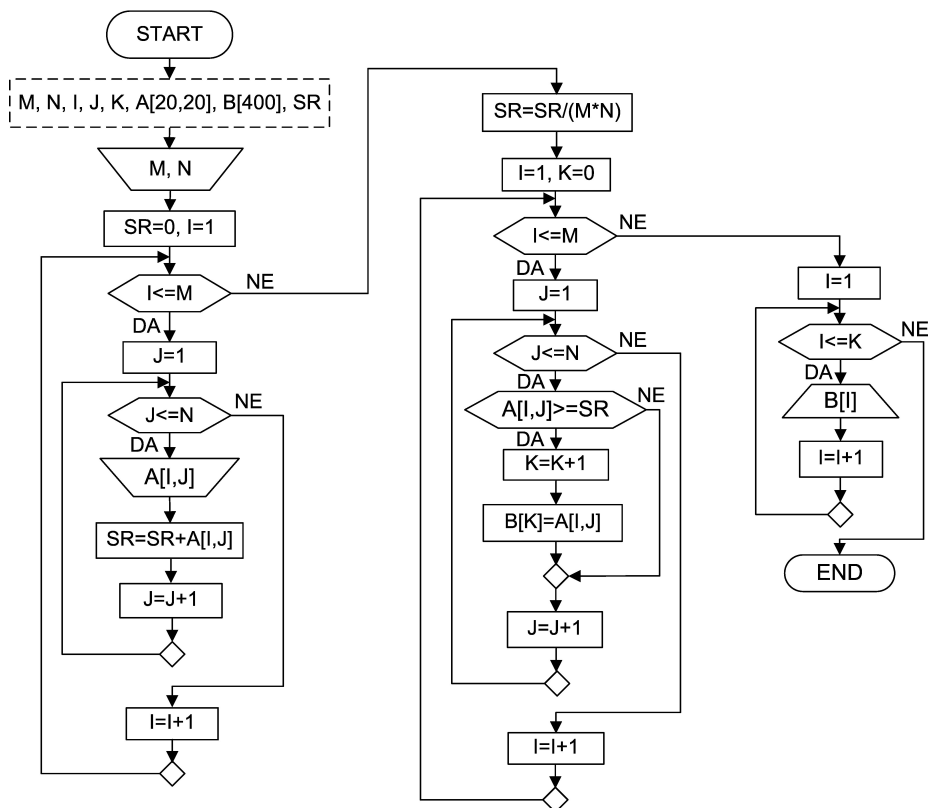 START
M, N, I, J, K, A[20,20], B[400], SR
M, N
SR=0, I=1
I<=M
NE
DA
J=1
J<=N
NE
DA
A[I,J]
SR=SR+A[I,J]
J=J+1
I=I+1
SR=SR/(M*N)
I=1, K=0
I<=M
NE
DA
J=1
J<=N
NE
DA
A[I,J]>=SR
NE
DA
K=K+1
B[K]=A[I,J]
J=J+1
I=I+1
I=1
I<=K
NE
DA
B[I]
I=I+1
END